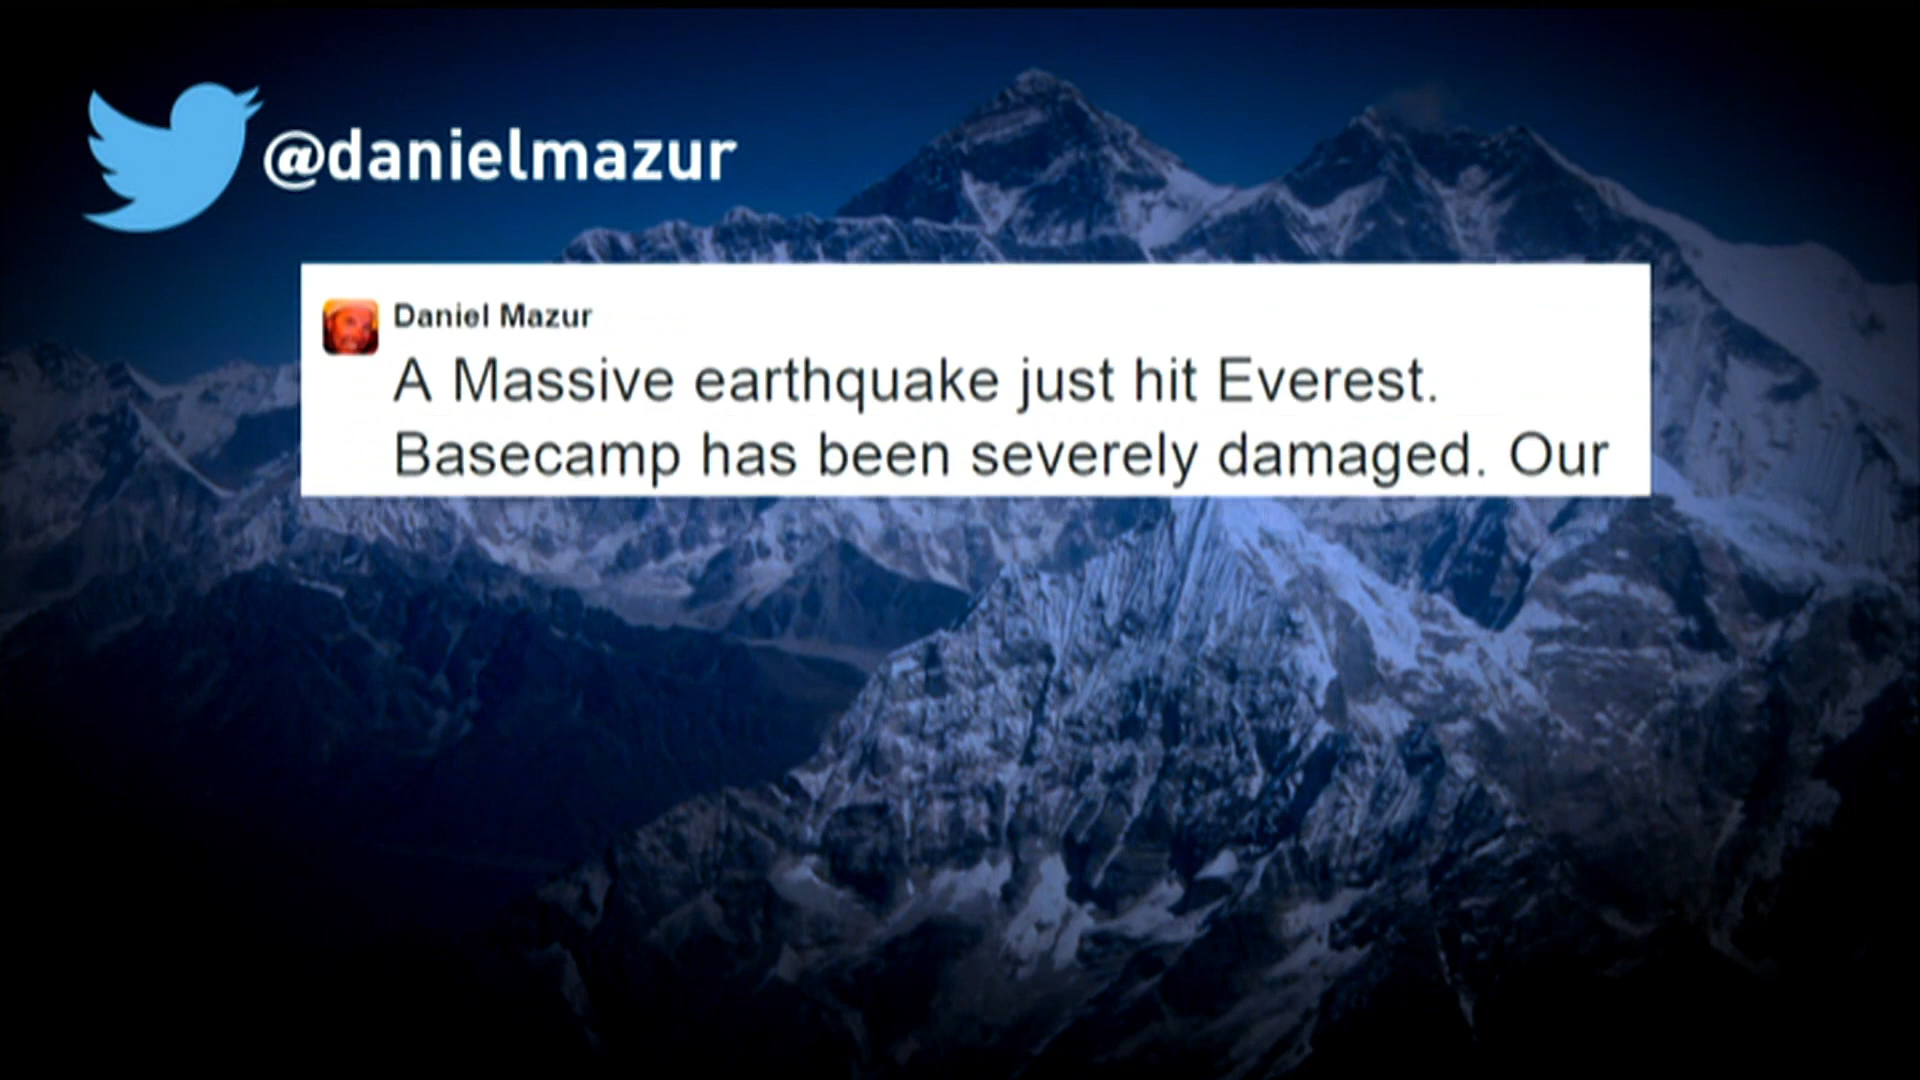 @danielmazur
Daniel Mazur
A Massive earthquake just hit Everest.
Basecamp has been severely damaged. Our